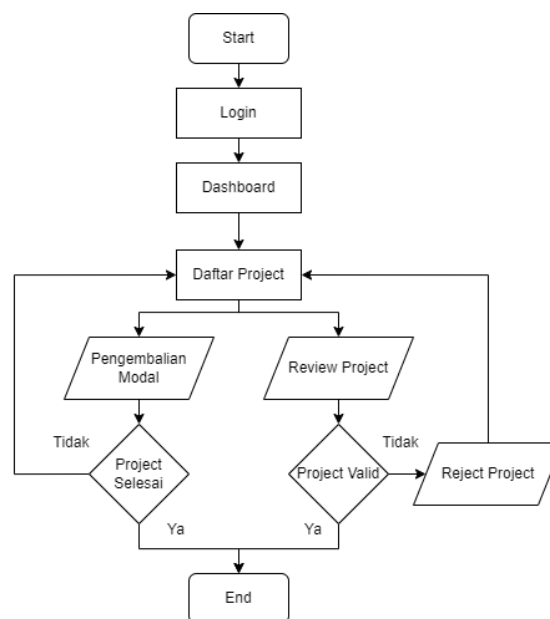 Start
Login
Dashboard
Daftar Project
Pengembalian
Modal
Review Project
Tidak
Project
Selesai
Project Valid
Tidak
Reject Project
Ya
Ya
End